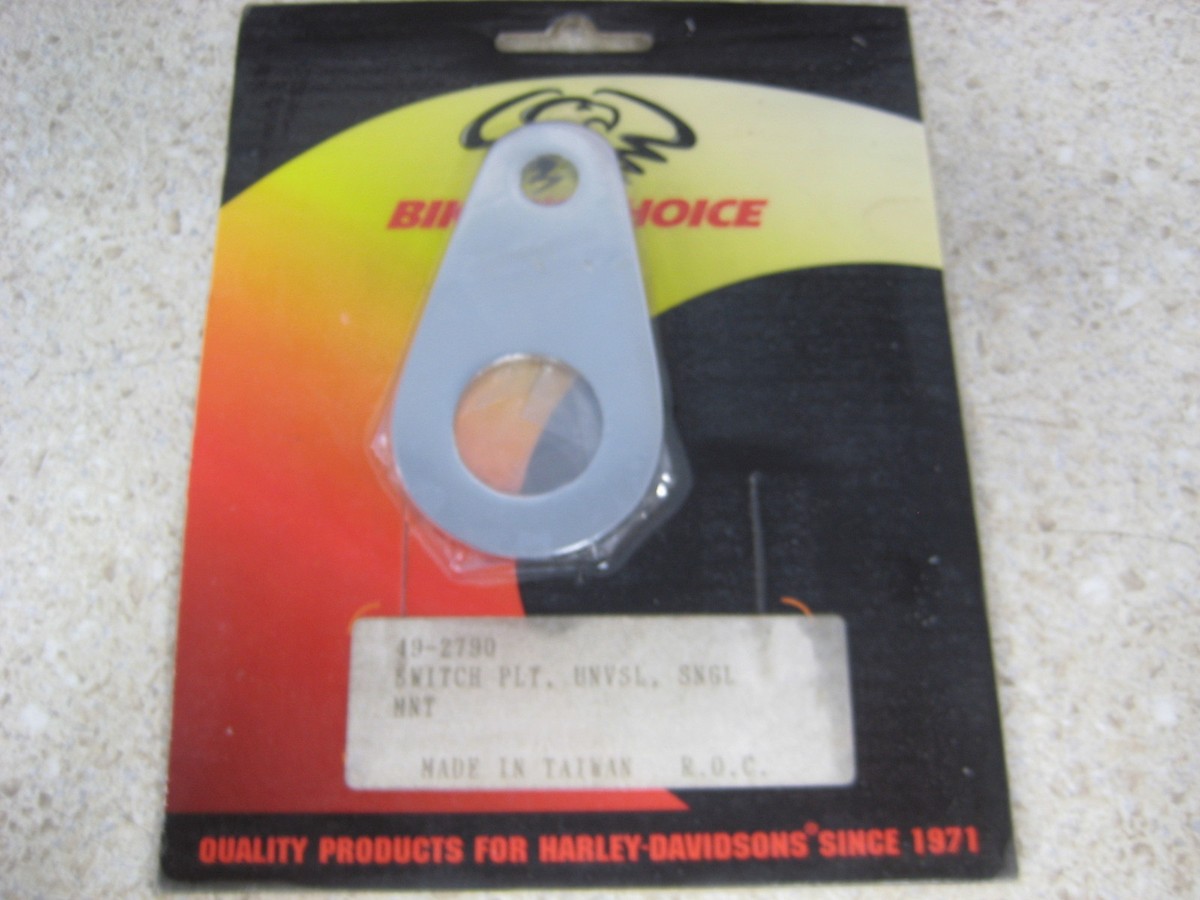 BIK HOICE
49-2790
SWITCH PLT, UNVSL, SNGL
MNT
MADE IN TAIWAN R.O.C.
QUALITY PRODUCTS FOR HARLEY-DAVIDSONS® SINCE 1971